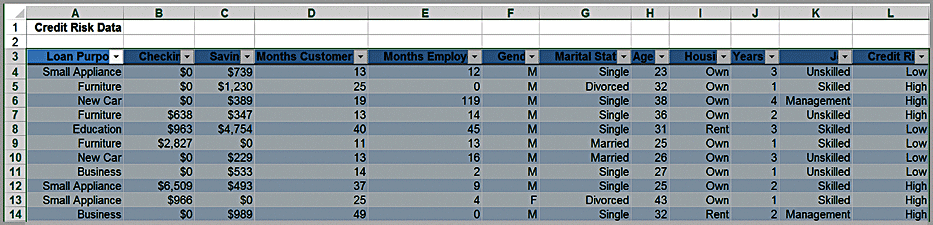 A B C D E F G H I J K L
1 Credit Risk Data
2
3 Loan Purpo Checkin Savin Months Customer Months Employ Gend Marital Stat Age Housi Years J Credit Ri
4 Small Appliance $0 $739 13 12 M Single 23 Own 3 Unskilled Low
5 Furniture $0 $1,230 25 0 M Divorced 32 Own 1 Skilled High
6 New Car $0 $389 19 119 M Single 38 Own 4 Management High
7 Furniture $638 $347 13 14 M Single 36 Own 2 Unskilled High
8 Education $963 $4,754 40 45 M Single 31 Rent 3 Skilled Low
9 Furniture $2,827 $0 11 13 M Married 25 Own 1 Skilled Low
10 New Car $0 $229 13 16 M Married 26 Own 3 Unskilled Low
11 Business $0 $533 14 2 M Single 27 Own 1 Unskilled Low
12 Small Appliance $6,509 $493 37 9 M Single 25 Own 2 Skilled High
13 Small Appliance $966 $0 25 4 F Divorced 43 Own 1 Skilled High
14 Business $0 $989 49 0 M Single 32 Rent 2 Management High